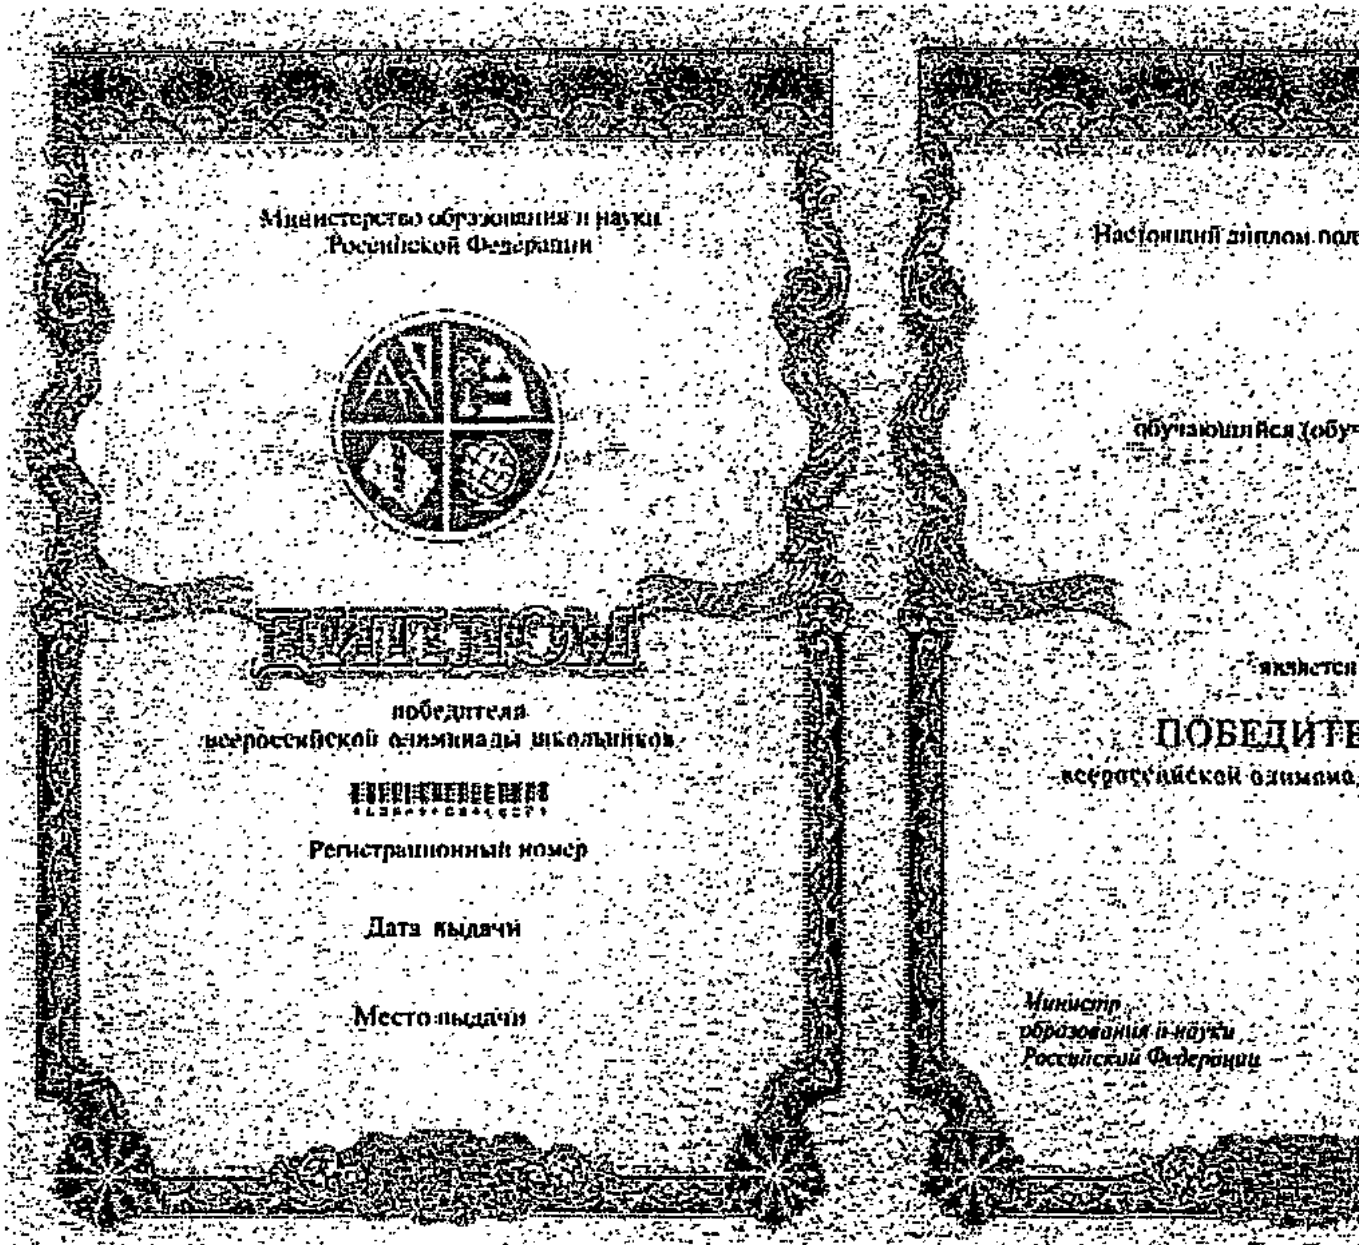 Министерство образования и науки
Российской Федерации
ДИПЛОМ
победителя
всероссийской олимпиады школьников
Регистрационный номер
Дата выдачи
Место выдачи
Настоящий диплом
обучающийся
является
ПОБЕДИТЕ
всероссийской олимпиа
Министр
образования и науки
Российской Федерации